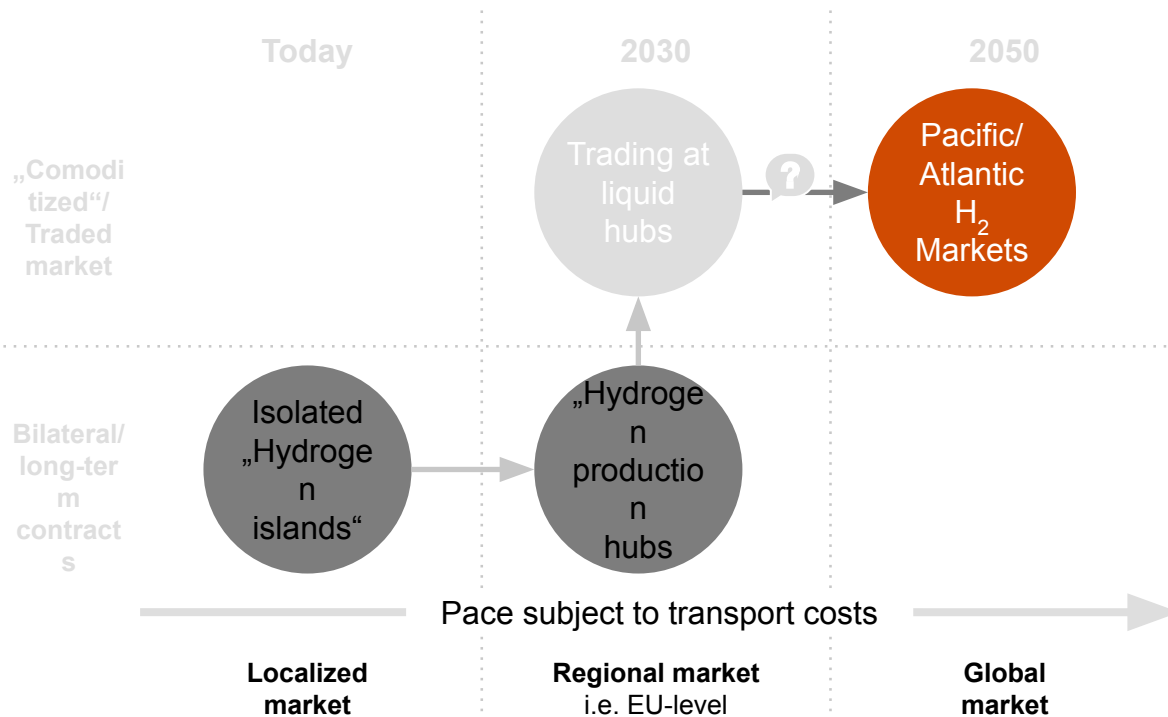 Today
2030
2050
„Comodi
tized“/
Traded
market
Trading at
liquid
hubs
?
Pacific/
Atlantic
H2
Markets
Bilateral/
long-ter
m
contract
s
Isolated
„Hydroge
n
islands“
„Hydroge
n
productio
n
hubs
Pace subject to transport costs
Localized
market
Regional market
i.e. EU-level
Global
market